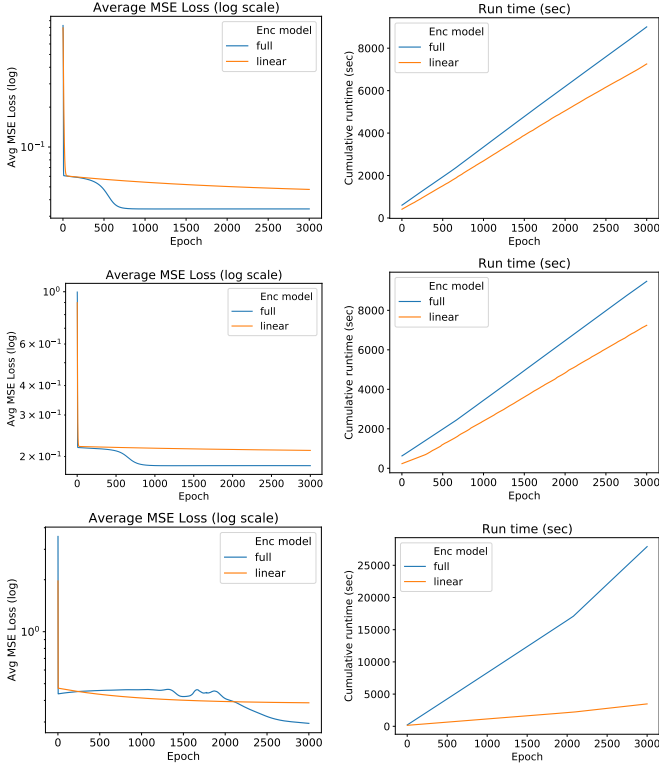 Average MSE Loss (log scale)
Avg MSE Loss (log)
10⁻¹
Enc model
full
linear
0 500 1000 1500 2000 2500 3000
Epoch
Run time (sec)
Cumulative runtime (sec)
8000
6000
4000
2000
0
Enc model
full
linear
0 500 1000 1500 2000 2500 3000
Epoch
Average MSE Loss (log scale)
Avg MSE Loss (log)
10⁰
6 × 10⁻¹
4 × 10⁻¹
3 × 10⁻¹
2 × 10⁻¹
Enc model
full
linear
0 500 1000 1500 2000 2500 3000
Epoch
Run time (sec)
Cumulative runtime (sec)
8000
6000
4000
2000
0
Enc model
full
linear
0 500 1000 1500 2000 2500 3000
Epoch
Average MSE Loss (log scale)
Avg MSE Loss (log)
10⁰
Enc model
full
linear
0 500 1000 1500 2000 2500 3000
Epoch
Run time (sec)
Cumulative runtime (sec)
25000
20000
15000
10000
5000
0
Enc model
full
linear
0 500 1000 1500 2000 2500 3000
Epoch